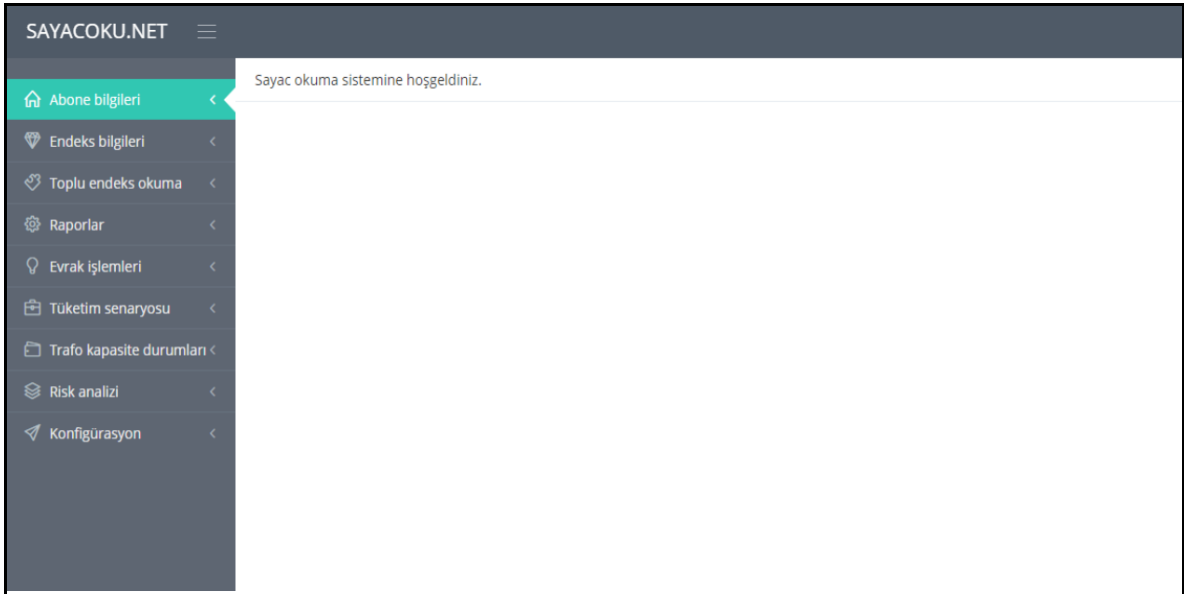 SAYACOKU.NET
Sayac okuma sistemine hoşgeldiniz.
Abone bilgileri
Endeks bilgileri
Toplu endeks okuma
Raporlar
Evrak işlemleri
Tüketim senaryosu
Trafo kapasite durumları
Risk analizi
Konfigürasyon